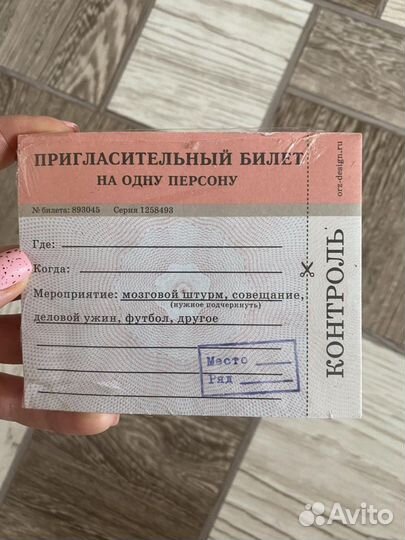 ПРИГЛАСИТЕЛЬНЫЙ БИЛЕТ
НА ОДНУ ПЕРСОНУ
№ билета: 893045 Серия 1258493
Где:
Когда:
Мероприятие: мозговой штурм, совещание,
(нужное подчеркнуть)
деловой ужин, футбол, другое
Место
Ряд
КОНТРОЛЬ
orz-design.ru
Avito